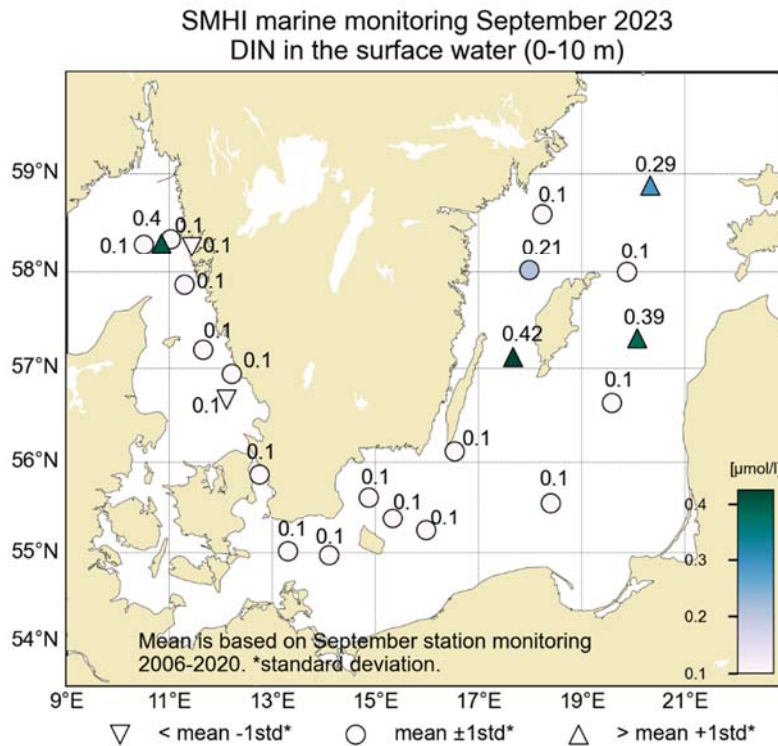 SMHI marine monitoring September 2023
DIN in the surface water (0-10 m)
59°N
58°N
57°N
56°N
55°N
54°N
0.29
0.1
0.4
0.1
0.1
0.1
0.21
0.1
0.1
0.42
0.39
0.1
0.1
0.1
0.1
0.1
0.1
0.1
0.1
0.1
0.1
0.1
0.1
[µmol/l]
0.4
0.3
0.2
0.1
Mean is based on September station monitoring
2006-2020. *standard deviation.
9°E 11°E 13°E 15°E 17°E 19°E 21°E
< mean -1std* mean ±1std* > mean +1std*